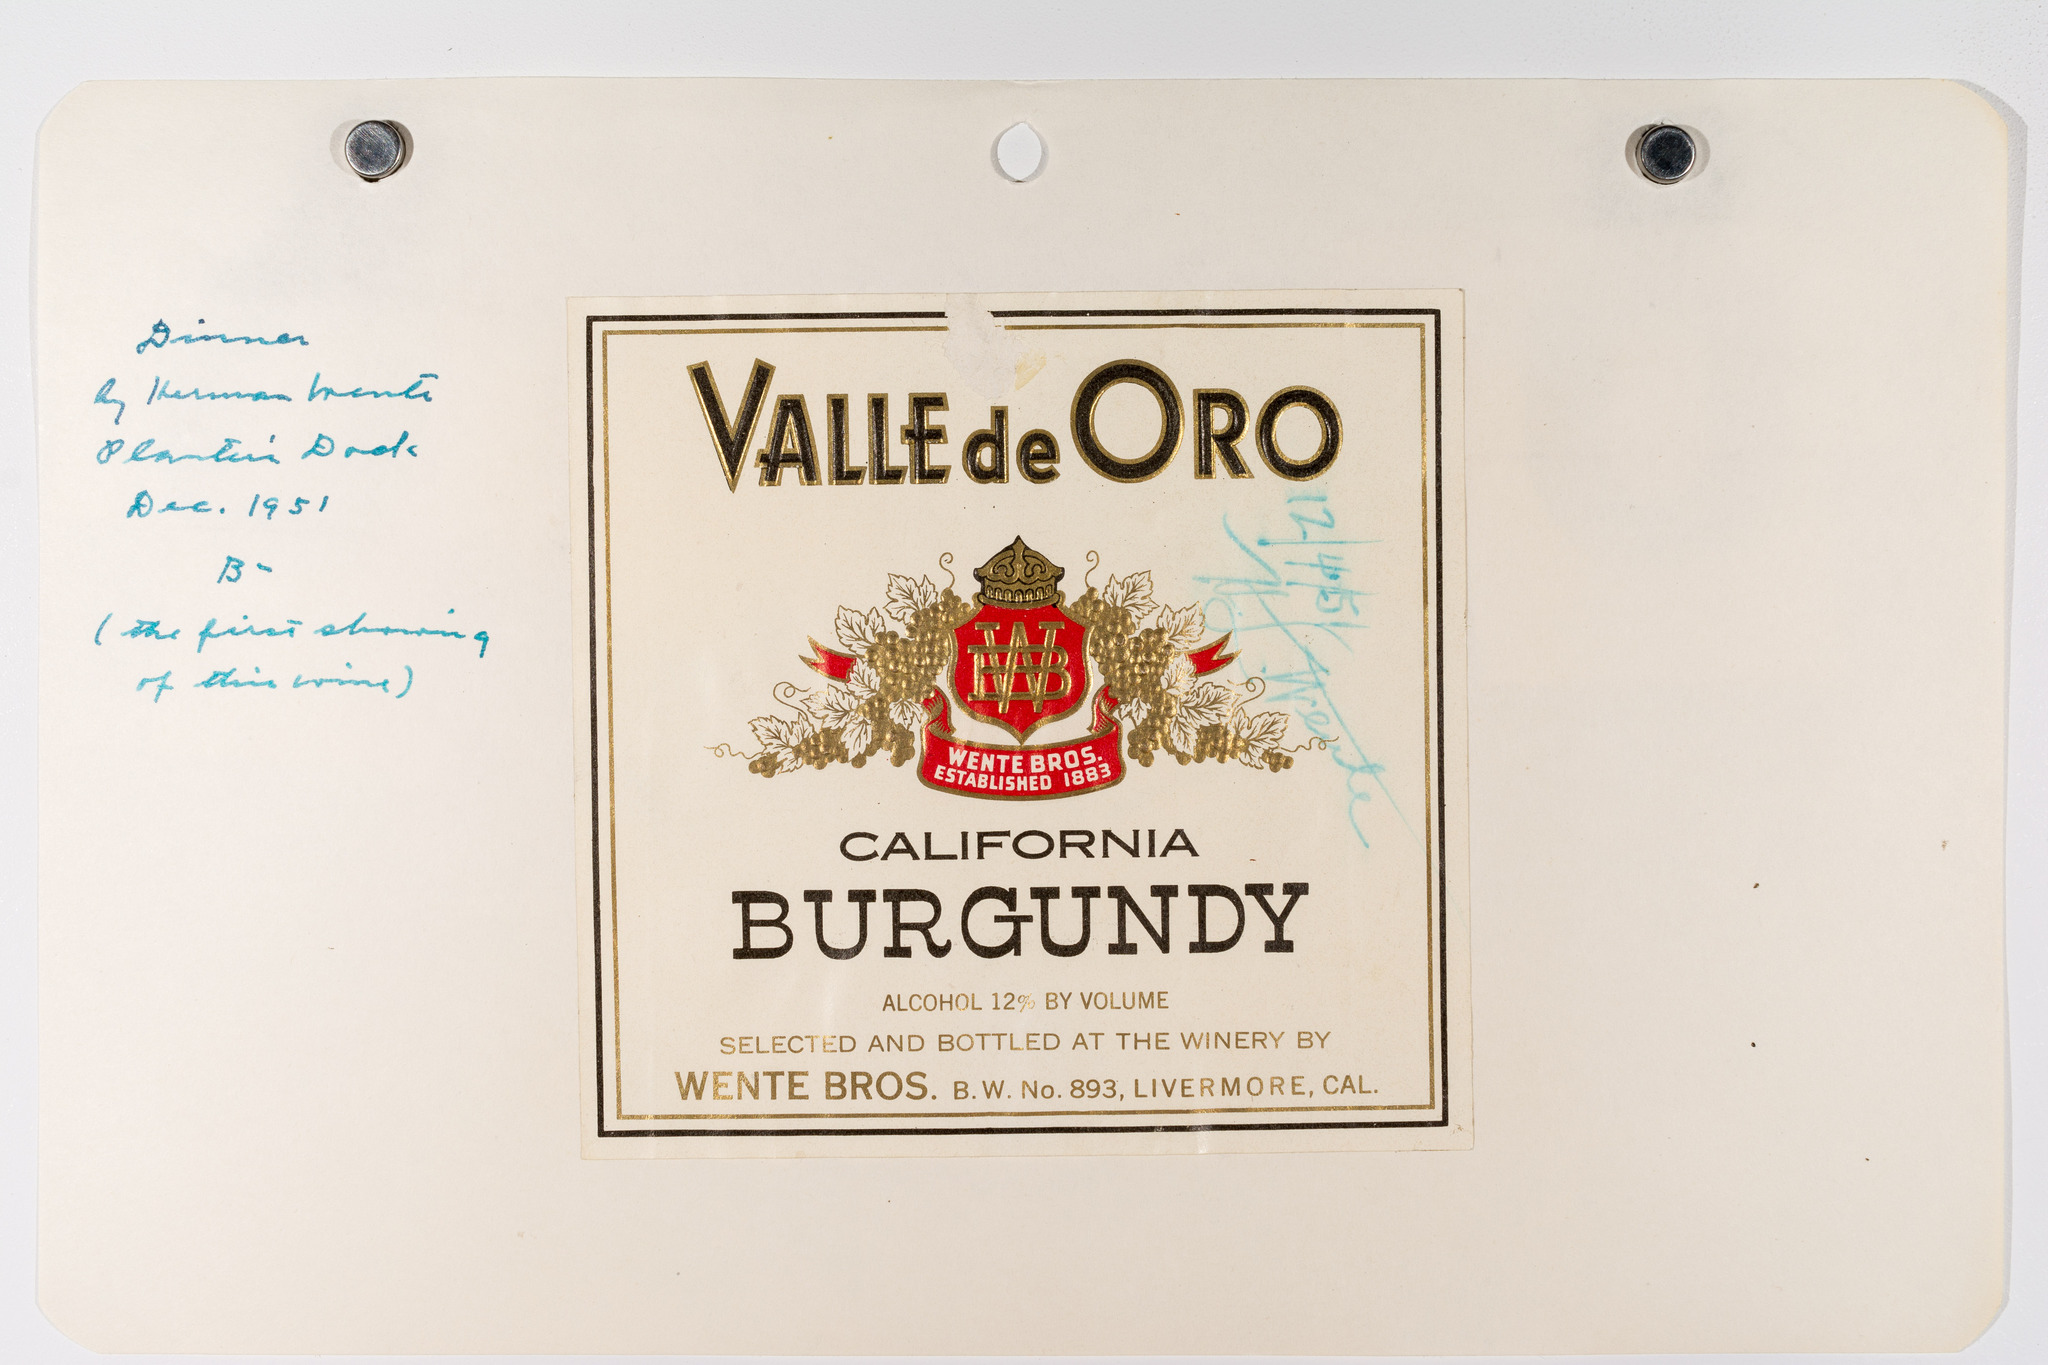 Dinner
by Herman Wente
Planter's Dock
Dec. 1951
B-
(the first showing
of this wine)
VALLE de ORO
12/4/51
Wente
WB
WENTE BROS.
ESTABLISHED 1883
CALIFORNIA
BURGUNDY
ALCOHOL 12% BY VOLUME
SELECTED AND BOTTLED AT THE WINERY BY
WENTE BROS. B.W. No. 893, LIVERMORE, CAL.